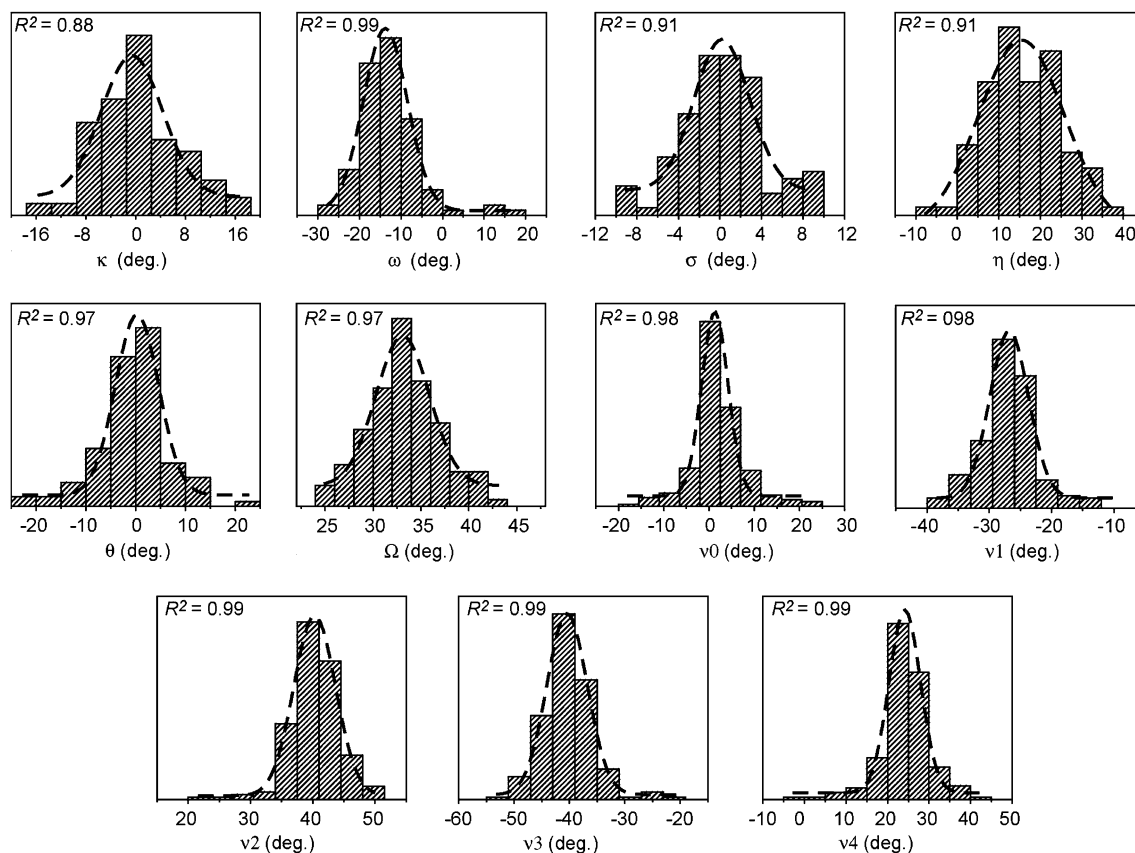 R² = 0.88
R² = 0.99
R² = 0.91
R² = 0.91
-16 -8 0 8 16
-30 -20 -10 0 10 20
-12 -8 -4 0 4 8 12
-10 0 10 20 30 40
κ (deg.)
ω (deg.)
σ (deg.)
η (deg.)
R² = 0.97
R² = 0.97
R² = 0.98
R² = 098
-20 -10 0 10 20
25 30 35 40 45
-20 -10 0 10 20 30
-40 -30 -20 -10
θ (deg.)
Ω (deg.)
ν0 (deg.)
ν1 (deg.)
R² = 0.99
R² = 0.99
R² = 0.99
20 30 40 50
-60 -50 -40 -30 -20
-10 0 10 20 30 40 50
ν2 (deg.)
ν3 (deg.)
ν4 (deg.)